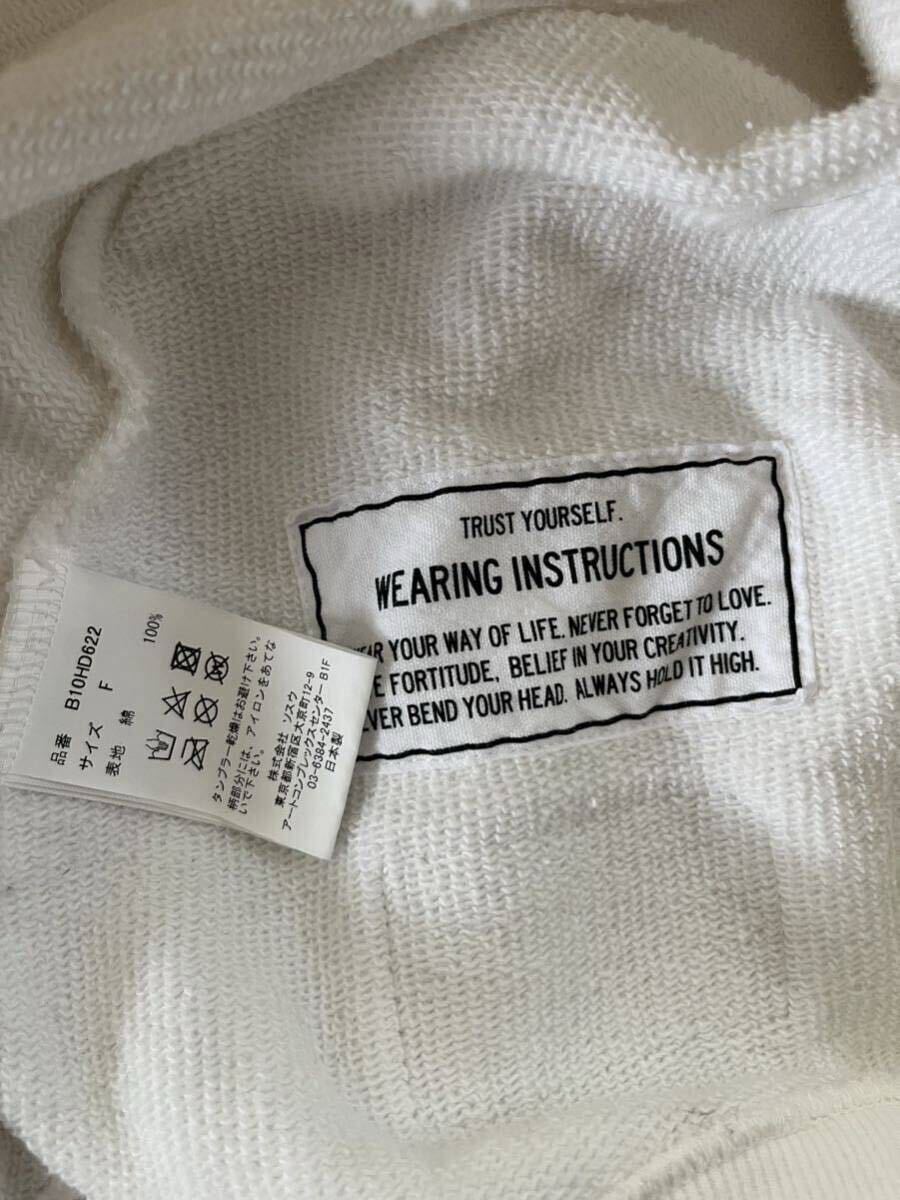 TRUST YOURSELF.
WEARING INSTRUCTIONS
YOUR WAY OF LIFE. NEVER FORGET TO LOVE.
FORTITUDE, BELIEF IN YOUR CREATIVITY.
BEND YOUR HEAD. ALWAYS HOLD IT HIGH.
品番 B10HD622
サイズ F
表地 綿 100%
タンブラー乾燥はお避け下さい。
柄部分には、アイロンをあてな
いで下さい。
株式会社 ソスウ
東京都新宿区大京町12-9
アートコンプレックスセンター B1F
03-6384-2437
日本製